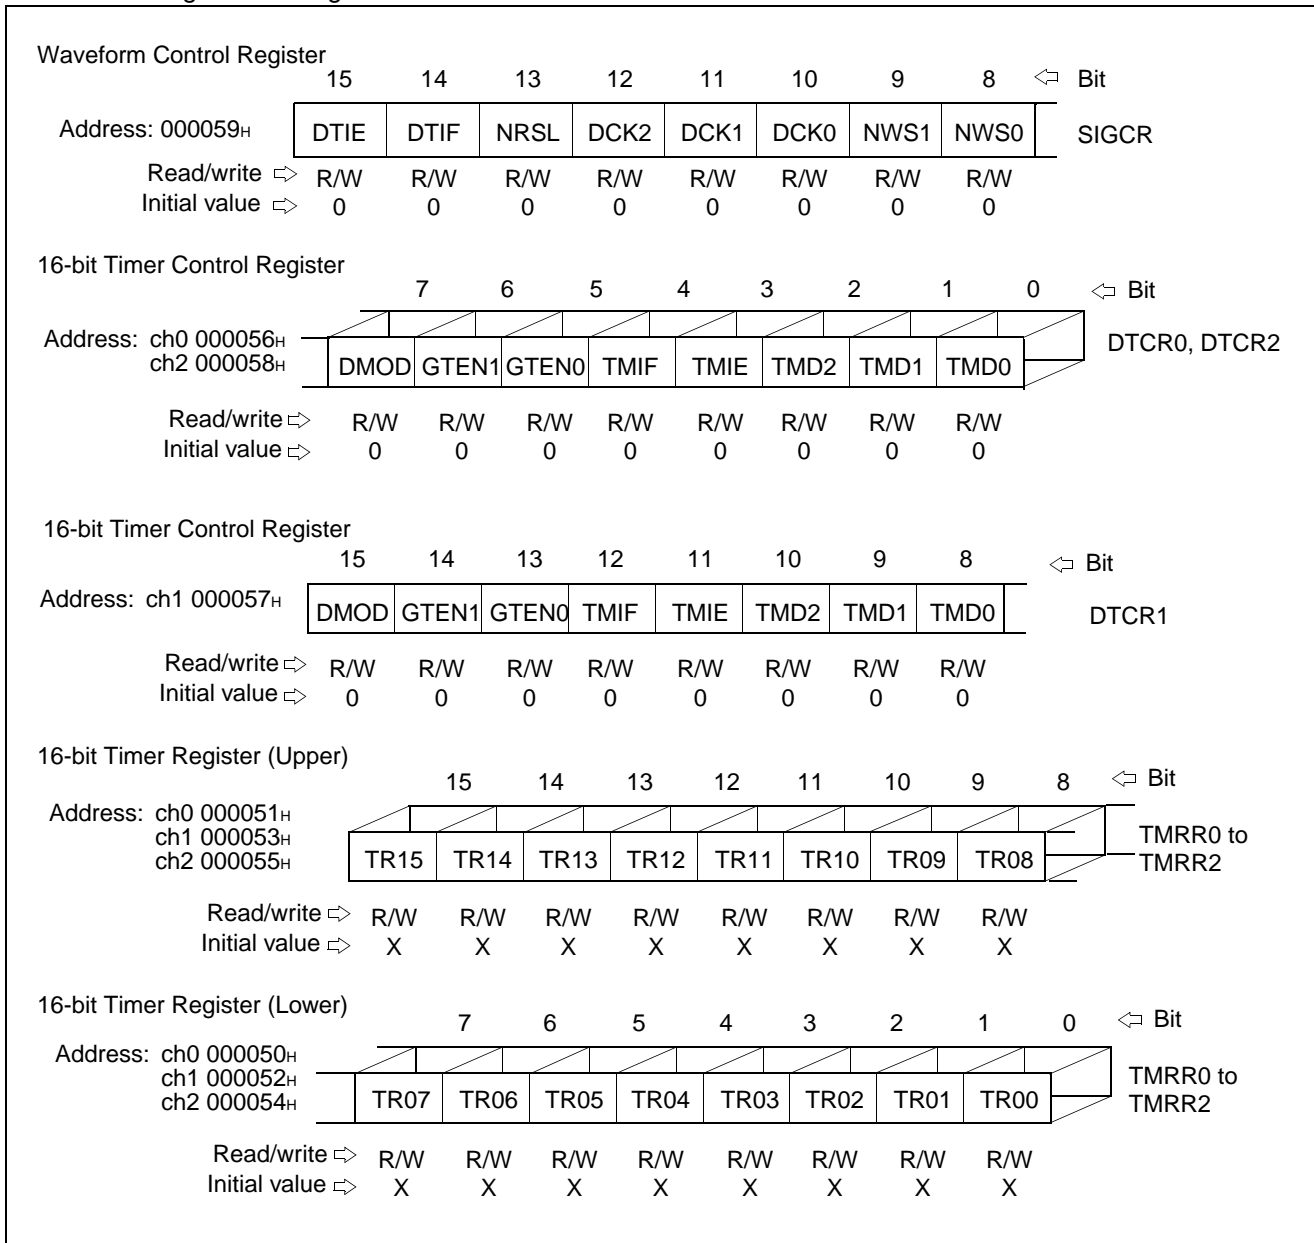 Waveform Control Register
15 14 13 12 11 10 9 8 ⇦ Bit
Address: 000059H DTIE DTIF NRSL DCK2 DCK1 DCK0 NWS1 NWS0 SIGCR
Read/write ⇨ R/W R/W R/W R/W R/W R/W R/W R/W
Initial value ⇨ 0 0 0 0 0 0 0 0
16-bit Timer Control Register
7 6 5 4 3 2 1 0 ⇦ Bit
Address: ch0 000056H DTCR0, DTCR2
ch2 000058H DMOD GTEN1 GTEN0 TMIF TMIE TMD2 TMD1 TMD0
Read/write ⇨ R/W R/W R/W R/W R/W R/W R/W R/W
Initial value ⇨ 0 0 0 0 0 0 0 0
16-bit Timer Control Register
15 14 13 12 11 10 9 8 ⇦ Bit
Address: ch1 000057H DMOD GTEN1 GTEN0 TMIF TMIE TMD2 TMD1 TMD0 DTCR1
Read/write ⇨ R/W R/W R/W R/W R/W R/W R/W R/W
Initial value ⇨ 0 0 0 0 0 0 0 0
16-bit Timer Register (Upper)
15 14 13 12 11 10 9 8 ⇦ Bit
Address: ch0 000051H
ch1 000053H TMRR0 to
ch2 000055H TR15 TR14 TR13 TR12 TR11 TR10 TR09 TR08 TMRR2
Read/write ⇨ R/W R/W R/W R/W R/W R/W R/W R/W
Initial value ⇨ X X X X X X X X
16-bit Timer Register (Lower)
7 6 5 4 3 2 1 0 ⇦ Bit
Address: ch0 000050H
ch1 000052H TMRR0 to
ch2 000054H TR07 TR06 TR05 TR04 TR03 TR02 TR01 TR00 TMRR2
Read/write ⇨ R/W R/W R/W R/W R/W R/W R/W R/W
Initial value ⇨ X X X X X X X X